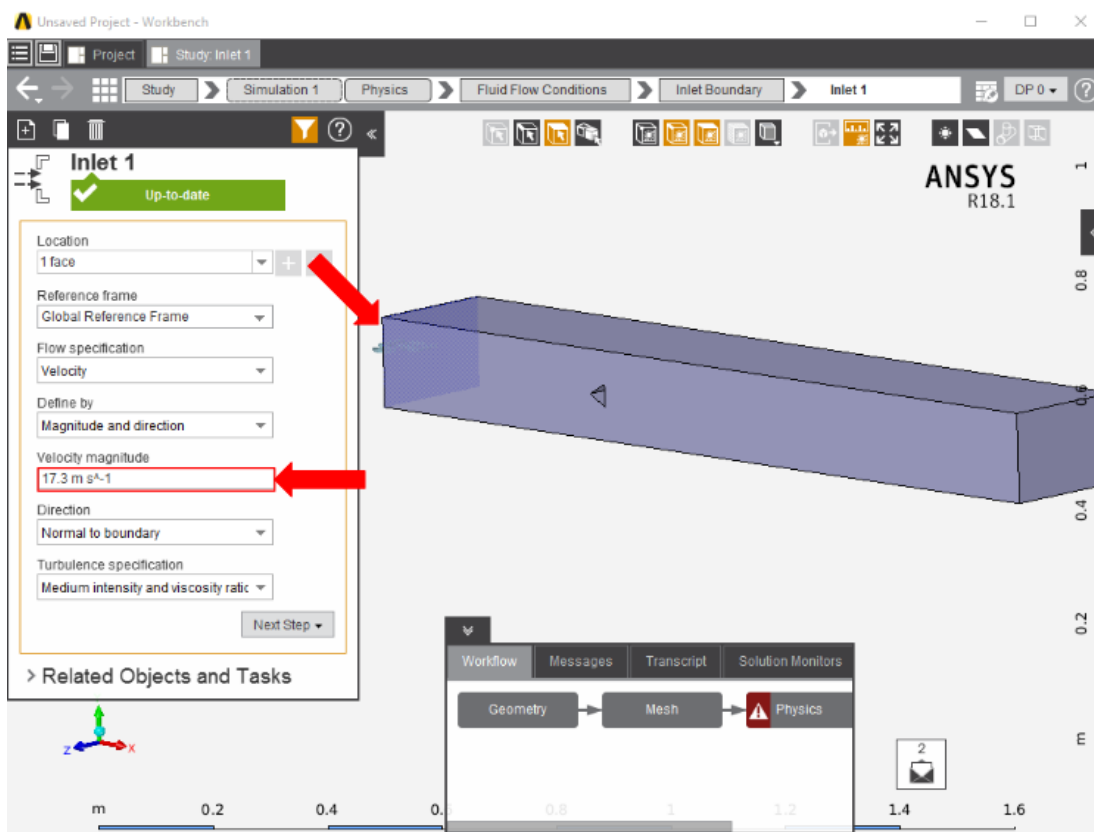 Unsaved Project - Workbench
Project
Study: Inlet 1
Study
Simulation 1
Physics
Fluid Flow Conditions
Inlet Boundary
Inlet 1
DP 0
Inlet 1
Up-to-date
Location
1 face
Reference frame
Global Reference Frame
Flow specification
Velocity
Define by
Magnitude and direction
Velocity magnitude
17.3 m s^-1
Direction
Normal to boundary
Turbulence specification
Medium intensity and viscosity ratic
Next Step
> Related Objects and Tasks
ANSYS
R18.1
1
0.8
0.6
0.4
0.2
m
Workflow
Messages
Transcript
Solution Monitors
Geometry
Mesh
Physics
2
z
x
m
0.2
0.4
0.
0.8
1
1.2
1.4
1.6